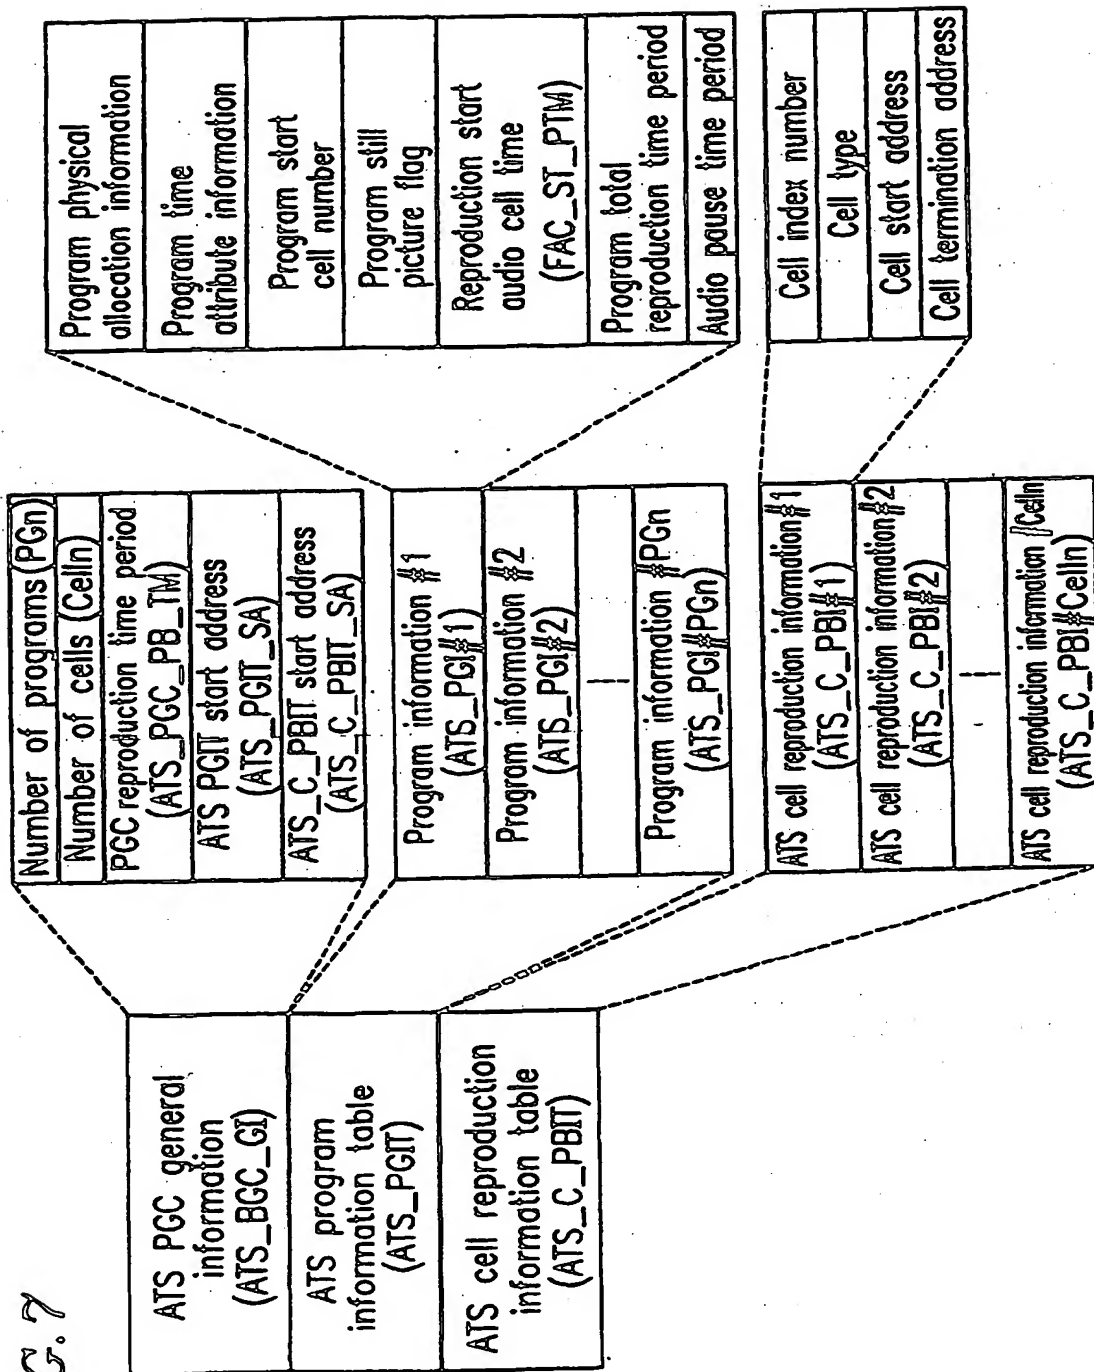 G. 7
ATS PGC general
information
(ATS_BGC_GI)
ATS program
information table
(ATS_PGIT)
ATS cell reproduction
information table
(ATS_C_PBIT)
Number of programs (PGn)
Number of cells (Celln)
PGC reproduction time period
(ATS_PGC_PB_TM)
ATS PGIT start address
(ATS_PGIT_SA)
ATS_C_PBIT start address
(ATS_C_PBIT_SA)
Program information #1
(ATS_PGI#1)
Program information #2
(ATS_PGI#2)
Program information #PGn
(ATS_PGI#PGn)
ATS cell reproduction information#1
(ATS_C_PBI#1)
ATS cell reproduction information#2
(ATS_C_PBI#2)
ATS cell reproduction information #Celln
(ATS_C_PBI#Celln)
Program physical
allocation information
Program time
attribute information
Program start
cell number
Program still
picture flag
Reproduction start
audio cell time
(FAC_ST_PTM)
Program total
reproduction time period
Audio pause time period
Cell index number
Cell type
Cell start address
Cell termination address